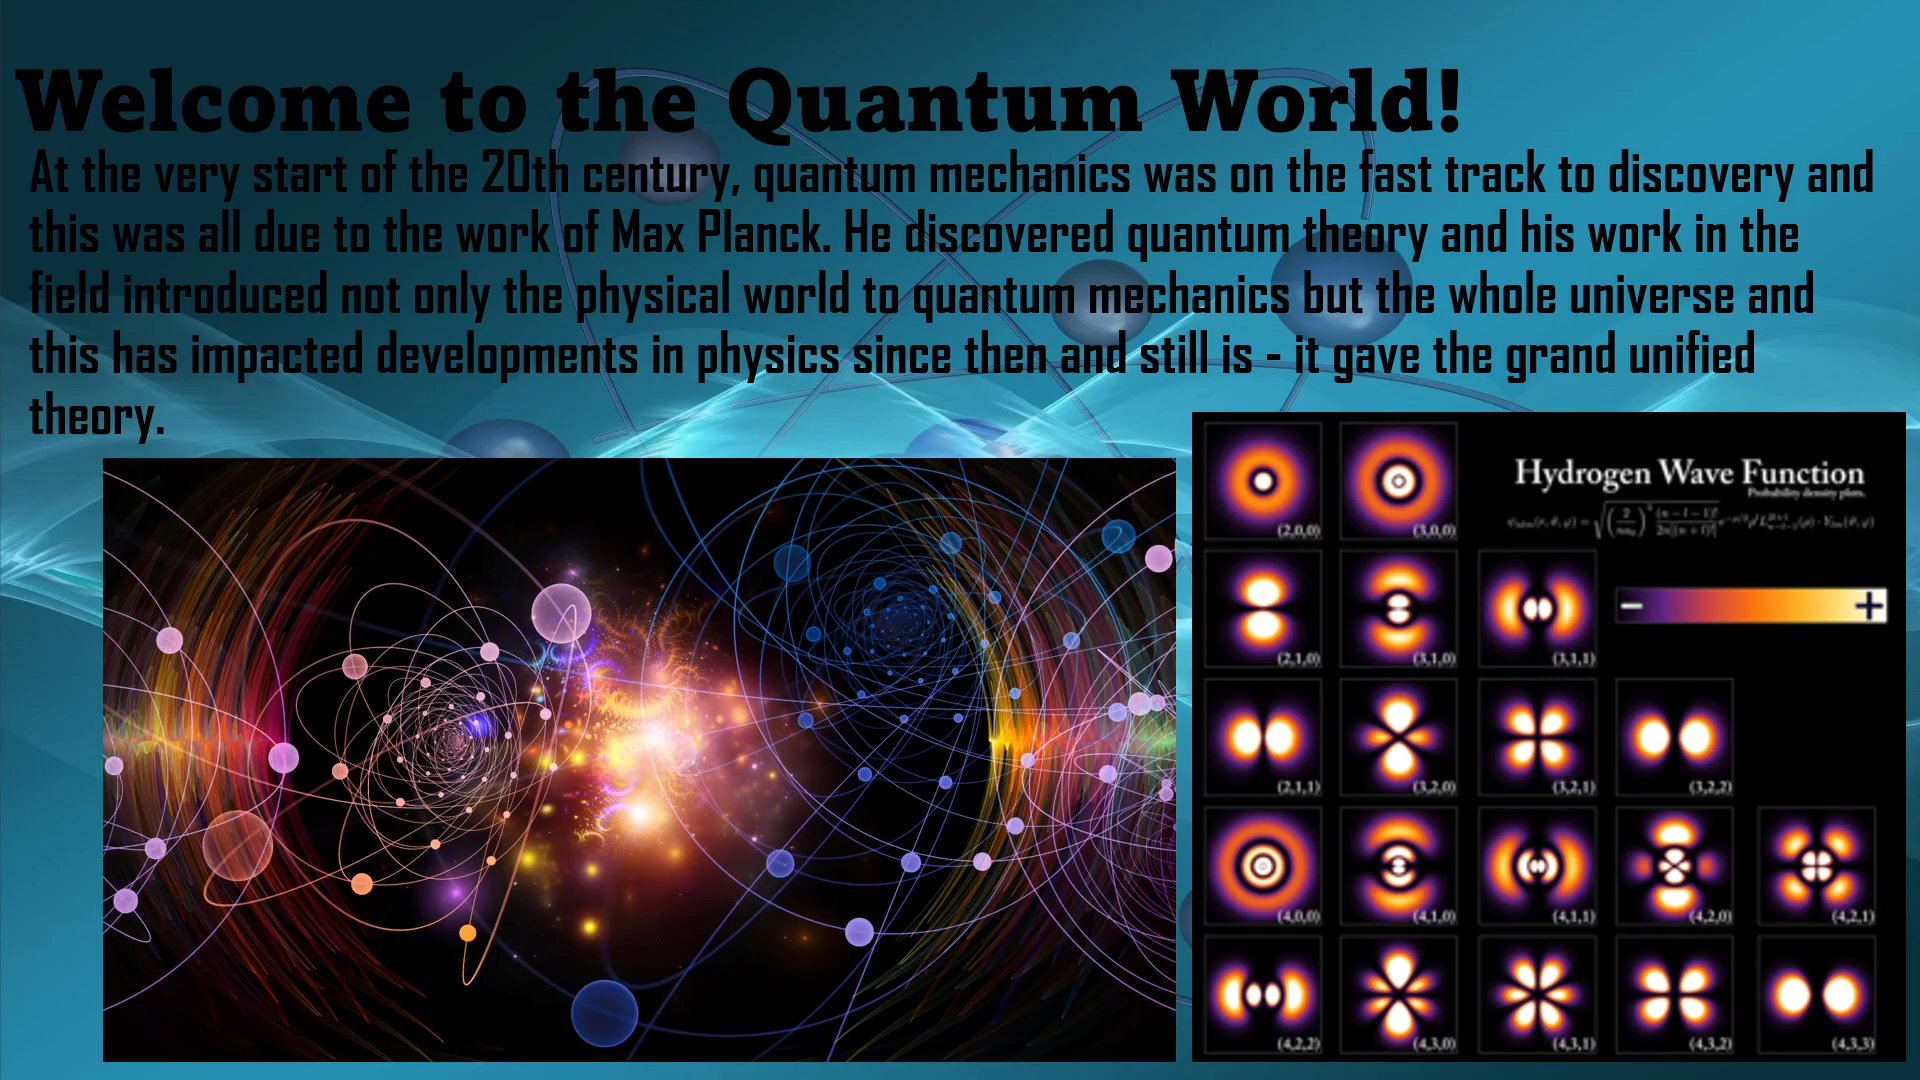 Welcome to the Quantum World!
At the very start of the 20th century, quantum mechanics was on the fast track to discovery and
this was all due to the work of Max Planck. He discovered quantum theory and his work in the
field introduced not only the physical world to quantum mechanics but the whole universe and
this has impacted developments in physics since then and still is - it gave the grand unified
theory.
Hydrogen Wave Function
Probability density plots.
(2,0,0) (3,0,0)
− +
(2,1,0) (3,1,0) (3,1,1)
(2,1,1) (3,2,0) (3,2,1) (3,2,2)
(4,0,0) (4,1,0) (4,1,1) (4,2,0) (4,2,1)
(4,2,2) (4,3,0) (4,3,1) (4,3,2) (4,3,3)